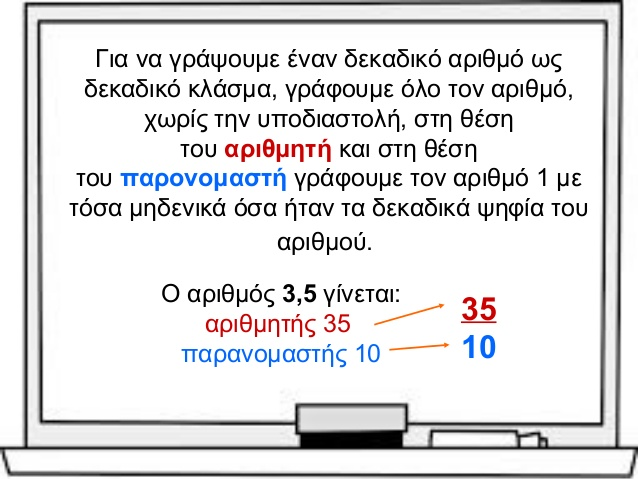 Για να γράψουμε έναν δεκαδικό αριθμό ως
δεκαδικό κλάσμα, γράφουμε όλο τον αριθμό,
χωρίς την υποδιαστολή, στη θέση
του αριθμητή και στη θέση
του παρονομαστή γράφουμε τον αριθμό 1 με
τόσα μηδενικά όσα ήταν τα δεκαδικά ψηφία του
αριθμού.
Ο αριθμός 3,5 γίνεται:
αριθμητής 35
παρανομαστής 10
35
10